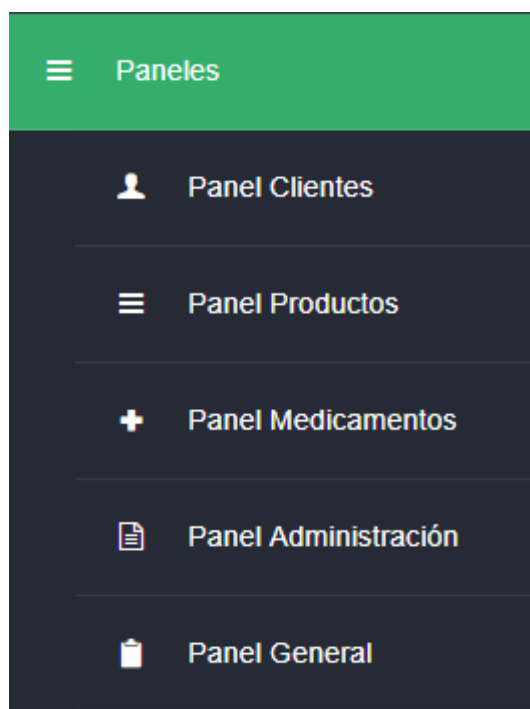 Paneles
Panel Clientes
Panel Productos
Panel Medicamentos
Panel Administración
Panel General